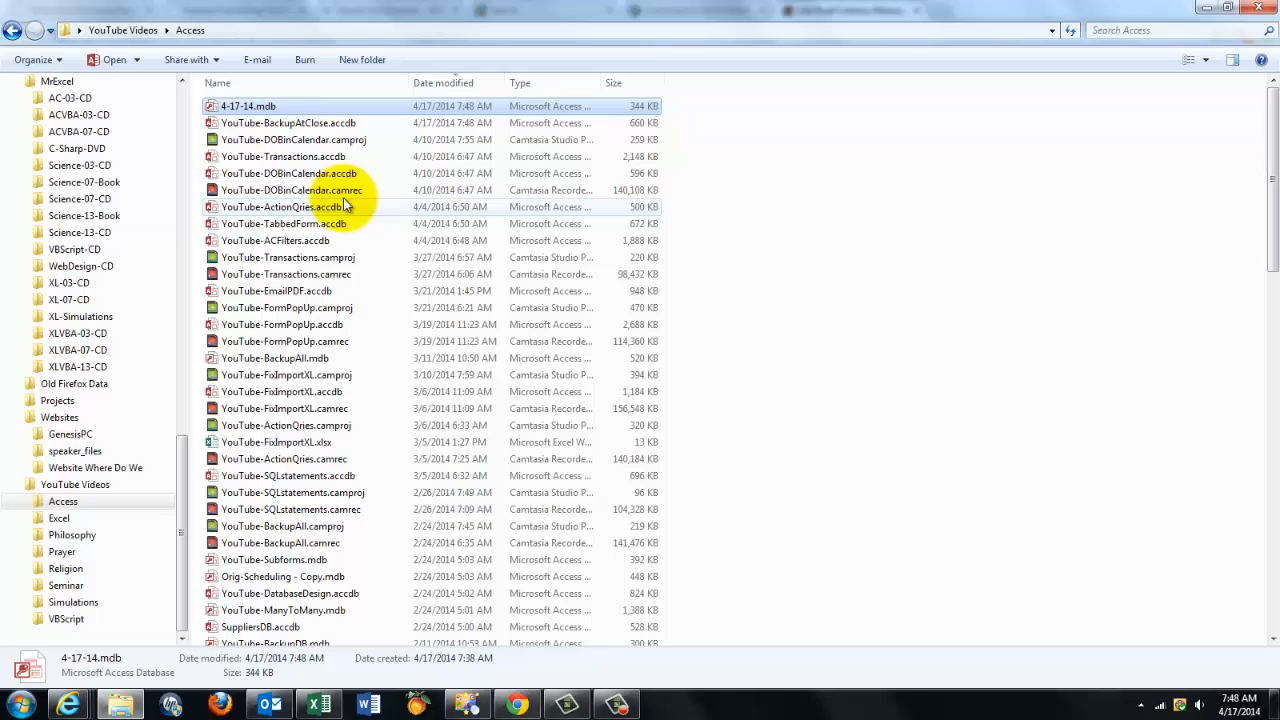 YouTube Videos Access
Search Access
Organize Open Share with E-mail Burn New folder
Name Date modified Type Size
MrExcel
AC-03-CD
ACVBA-03-CD
ACVBA-07-CD
C-Sharp-DVD
Science-03-CD
Science-07-Book
Science-07-CD
Science-13-Book
Science-13-CD
VBScript-CD
WebDesign-CD
XL-03-CD
XL-07-CD
XL-Simulations
XLVBA-03-CD
XLVBA-07-CD
XLVBA-13-CD
Old Firefox Data
Projects
Websites
GenesisPC
speaker_files
Website Where Do We
YouTube Videos
Access
Excel
Philosophy
Prayer
Religion
Seminar
Simulations
VBScript
4-17-14.mdb 4/17/2014 7:48 AM Microsoft Access ... 344 KB
YouTube-BackupAtClose.accdb 4/17/2014 7:48 AM Microsoft Access ... 660 KB
YouTube-DOBinCalendar.camproj 4/10/2014 7:55 AM Camtasia Studio P... 259 KB
YouTube-Transactions.accdb 4/10/2014 6:47 AM Microsoft Access ... 2,148 KB
YouTube-DOBinCalendar.accdb 4/10/2014 6:47 AM Microsoft Access ... 596 KB
YouTube-DOBinCalendar.camrec 4/10/2014 6:47 AM Camtasia Recorde... 140,108 KB
YouTube-ActionQries.accdb 4/4/2014 6:50 AM Microsoft Access ... 500 KB
YouTube-TabbedForm.accdb 4/4/2014 6:50 AM Microsoft Access ... 672 KB
YouTube-ACFilters.accdb 4/4/2014 6:48 AM Microsoft Access ... 1,888 KB
YouTube-Transactions.camproj 3/27/2014 6:57 AM Camtasia Studio P... 220 KB
YouTube-Transactions.camrec 3/27/2014 6:06 AM Camtasia Recorde... 98,432 KB
YouTube-EmailPDF.accdb 3/21/2014 1:45 PM Microsoft Access ... 948 KB
YouTube-FormPopUp.camproj 3/21/2014 6:21 AM Camtasia Studio P... 470 KB
YouTube-FormPopUp.accdb 3/19/2014 11:23 AM Microsoft Access ... 2,688 KB
YouTube-FormPopUp.camrec 3/19/2014 11:23 AM Camtasia Recorde... 114,360 KB
YouTube-BackupAll.mdb 3/11/2014 10:50 AM Microsoft Access ... 520 KB
YouTube-FixImportXL.camproj 3/10/2014 7:59 AM Camtasia Studio P... 394 KB
YouTube-FixImportXL.accdb 3/6/2014 11:09 AM Microsoft Access ... 1,184 KB
YouTube-FixImportXL.camrec 3/6/2014 11:09 AM Camtasia Recorde... 156,548 KB
YouTube-ActionQries.camproj 3/6/2014 6:33 AM Camtasia Studio P... 320 KB
YouTube-FixImportXL.xlsx 3/5/2014 1:27 PM Microsoft Excel W... 13 KB
YouTube-ActionQries.camrec 3/5/2014 7:25 AM Camtasia Recorde... 140,184 KB
YouTube-SQLstatements.accdb 3/5/2014 6:32 AM Microsoft Access ... 696 KB
YouTube-SQLstatements.camproj 2/26/2014 7:49 AM Camtasia Studio P... 96 KB
YouTube-SQLstatements.camrec 2/26/2014 7:09 AM Camtasia Recorde... 104,328 KB
YouTube-BackupAll.camproj 2/24/2014 7:45 AM Camtasia Studio P... 219 KB
YouTube-BackupAll.camrec 2/24/2014 6:35 AM Camtasia Recorde... 141,476 KB
YouTube-Subforms.mdb 2/24/2014 5:03 AM Microsoft Access ... 392 KB
Orig-Scheduling - Copy.mdb 2/24/2014 5:03 AM Microsoft Access ... 448 KB
YouTube-DatabaseDesign.accdb 2/24/2014 5:02 AM Microsoft Access ... 824 KB
YouTube-ManyToMany.mdb 2/24/2014 5:01 AM Microsoft Access ... 1,388 KB
SuppliersDB.accdb 2/24/2014 5:00 AM Microsoft Access ... 528 KB
YouTube-BackupDB.mdb 2/11/2014 10:53 AM Microsoft Access ... 300 KB
4-17-14.mdb Date modified: 4/17/2014 7:48 AM Date created: 4/17/2014 7:38 AM
Microsoft Access Database Size: 344 KB
7:48 AM
4/17/2014